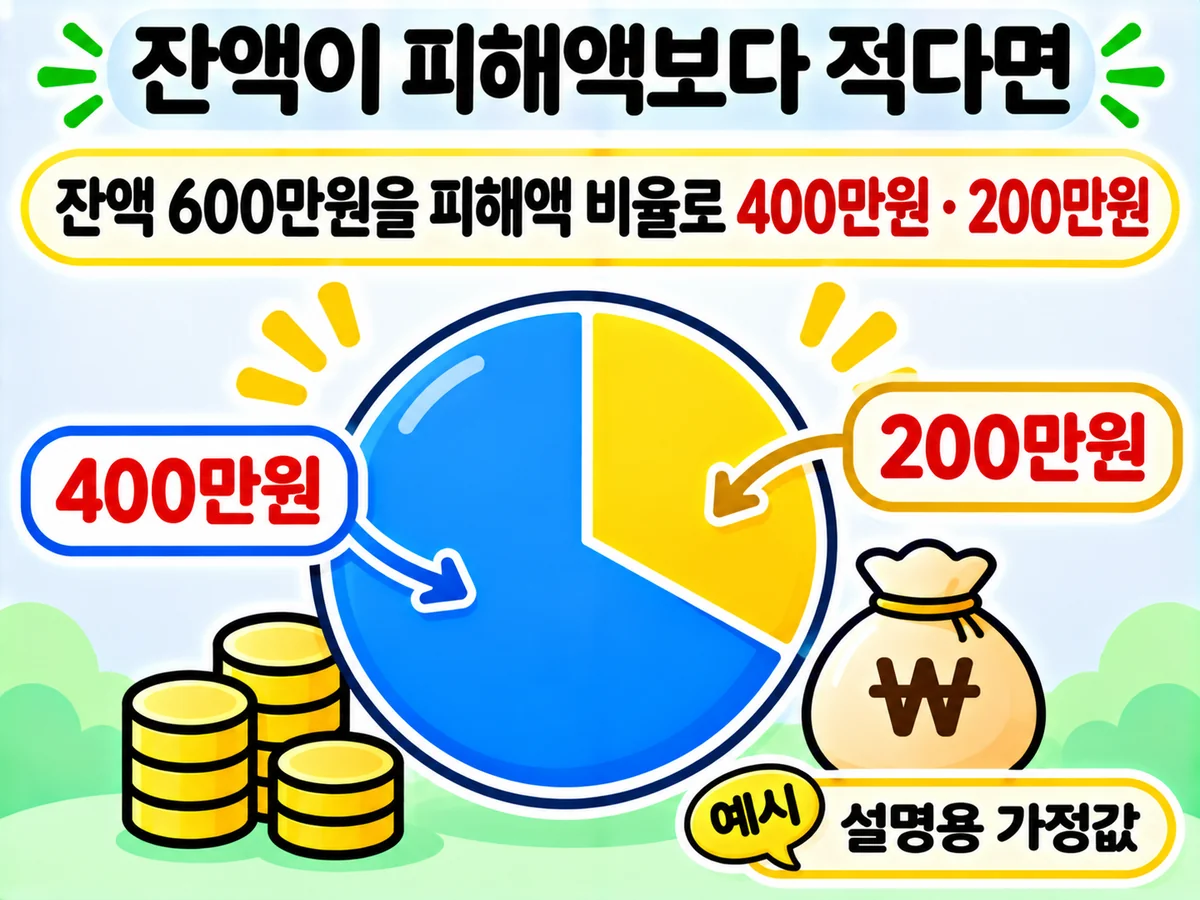 잔액이 피해액보다 적다면
잔액 600만원을 피해액 비율로 400만원·200만원
400만원
200만원
₩
예시
설명용 가정값